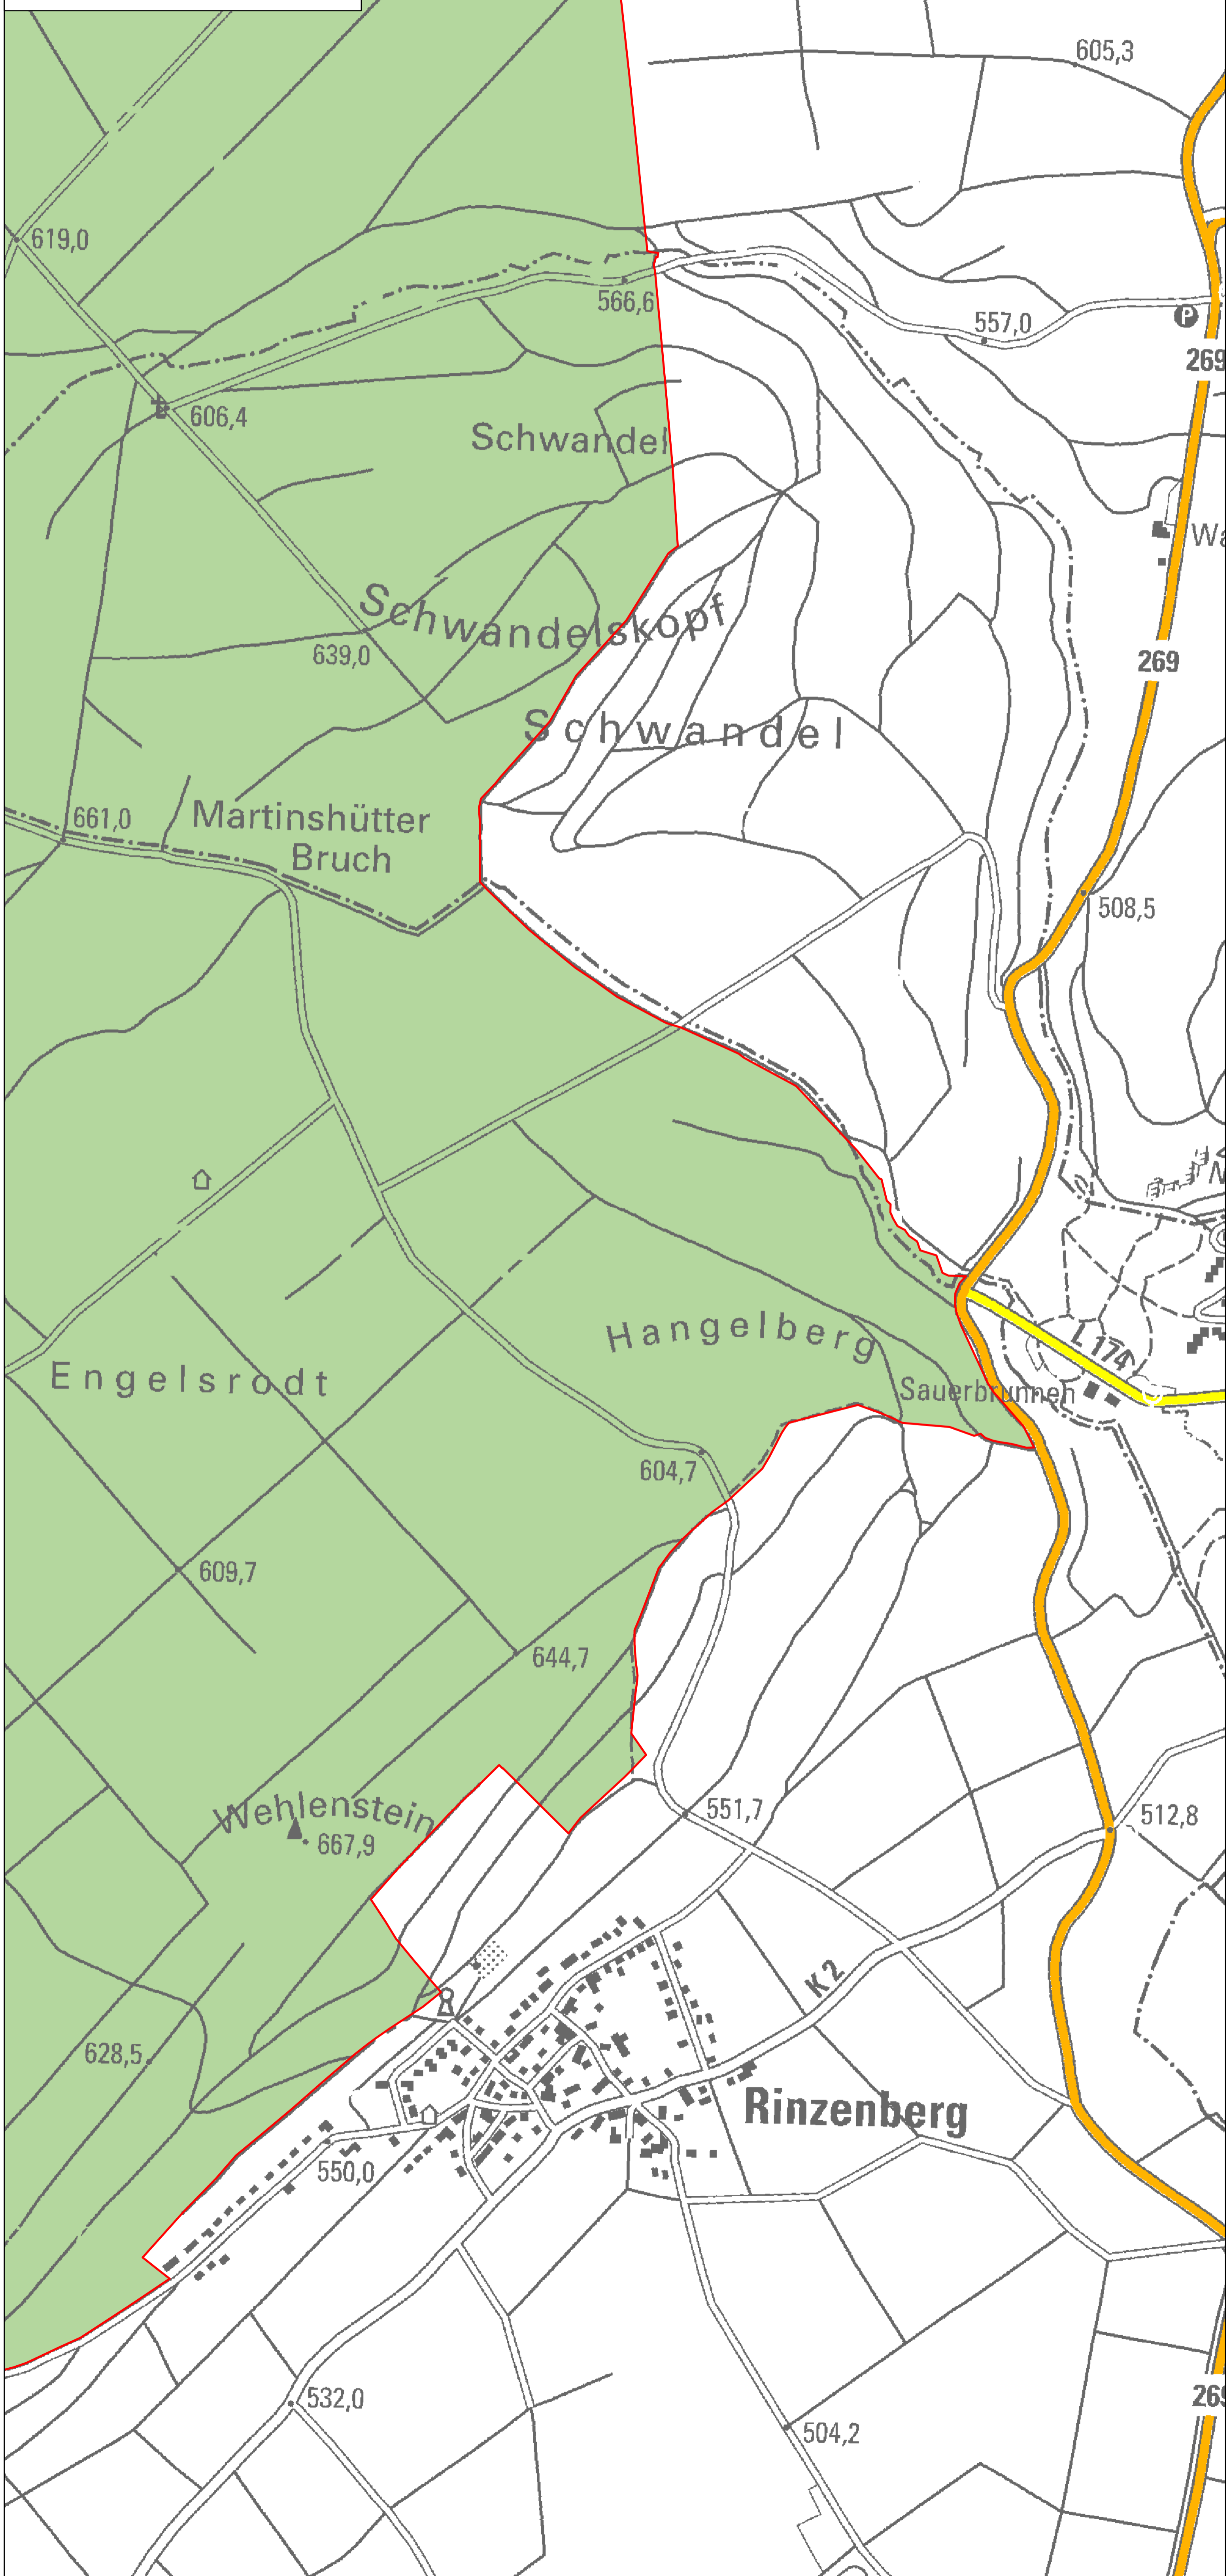 605,3
619,0
566,6
557,0
P
269
606,4
Schwandel
Schwandelskopf
639,0
269
Schwandel
661,0
Martinshütter
Bruch
508,5
Hangelberg
L 174
Engelsrodt
Sauerbrunnen
604,7
609,7
644,7
551,7
512,8
Wehlenstein
667,9
K 2
628,5
Rinzenberg
550,0
532,0
269
504,2